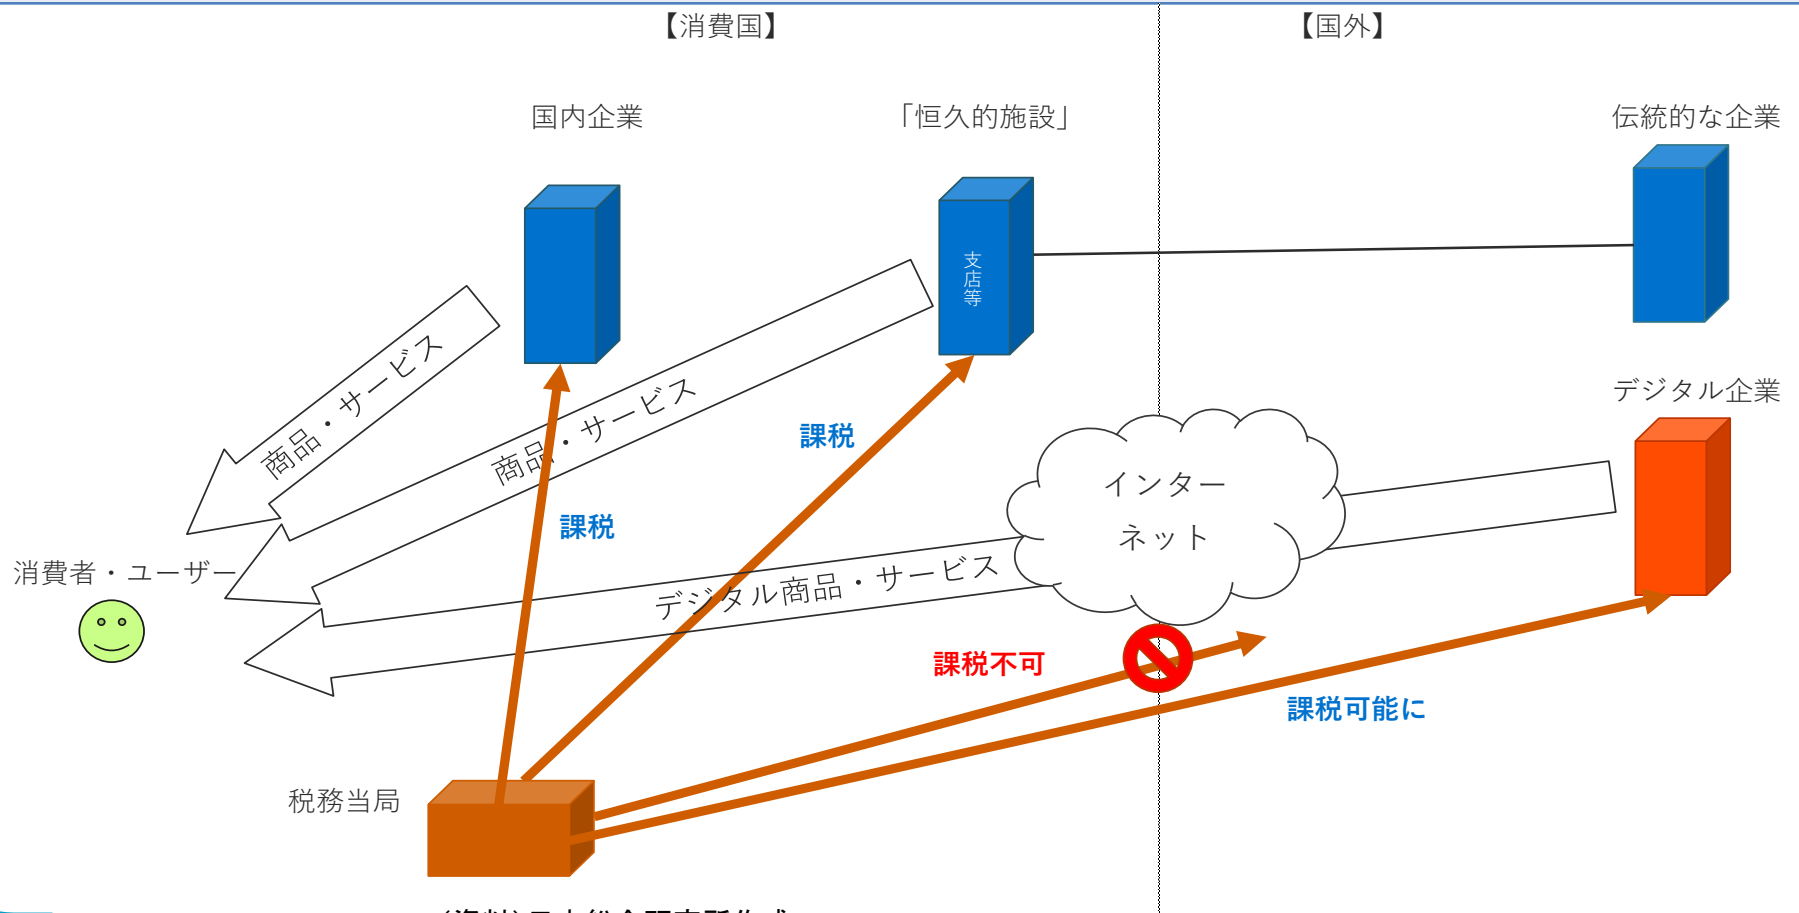 【消費国】
【国外】
国内企業
「恒久的施設」
伝統的な企業
支店等
商品・サービス
商品・サービス
デジタル企業
課税
課税
インター
ネット
消費者・ユーザー
デジタル商品・サービス
課税不可
課税可能に
税務当局